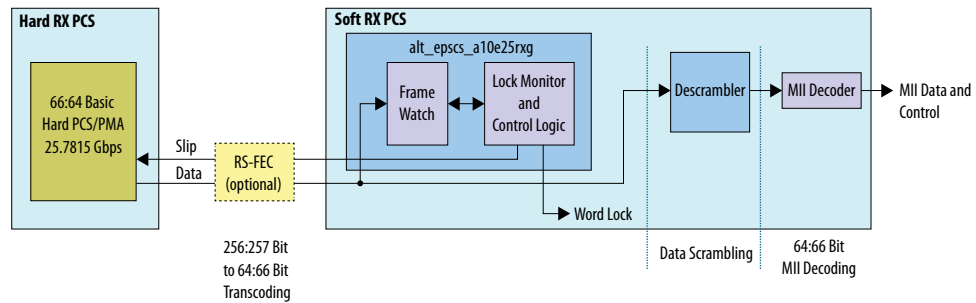 Hard RX PCS
66:64 Basic
Hard PCS/PMA
25.7815 Gbps
Slip
Data
RS-FEC
(optional)
256:257 Bit
to 64:66 Bit
Transcoding
Soft RX PCS
alt_epscs_a10e25rxg
Frame
Watch
Lock Monitor
and
Control Logic
Word Lock
Descrambler
Data Scrambling
MII Decoder
64:66 Bit
MII Decoding
MII Data and
Control